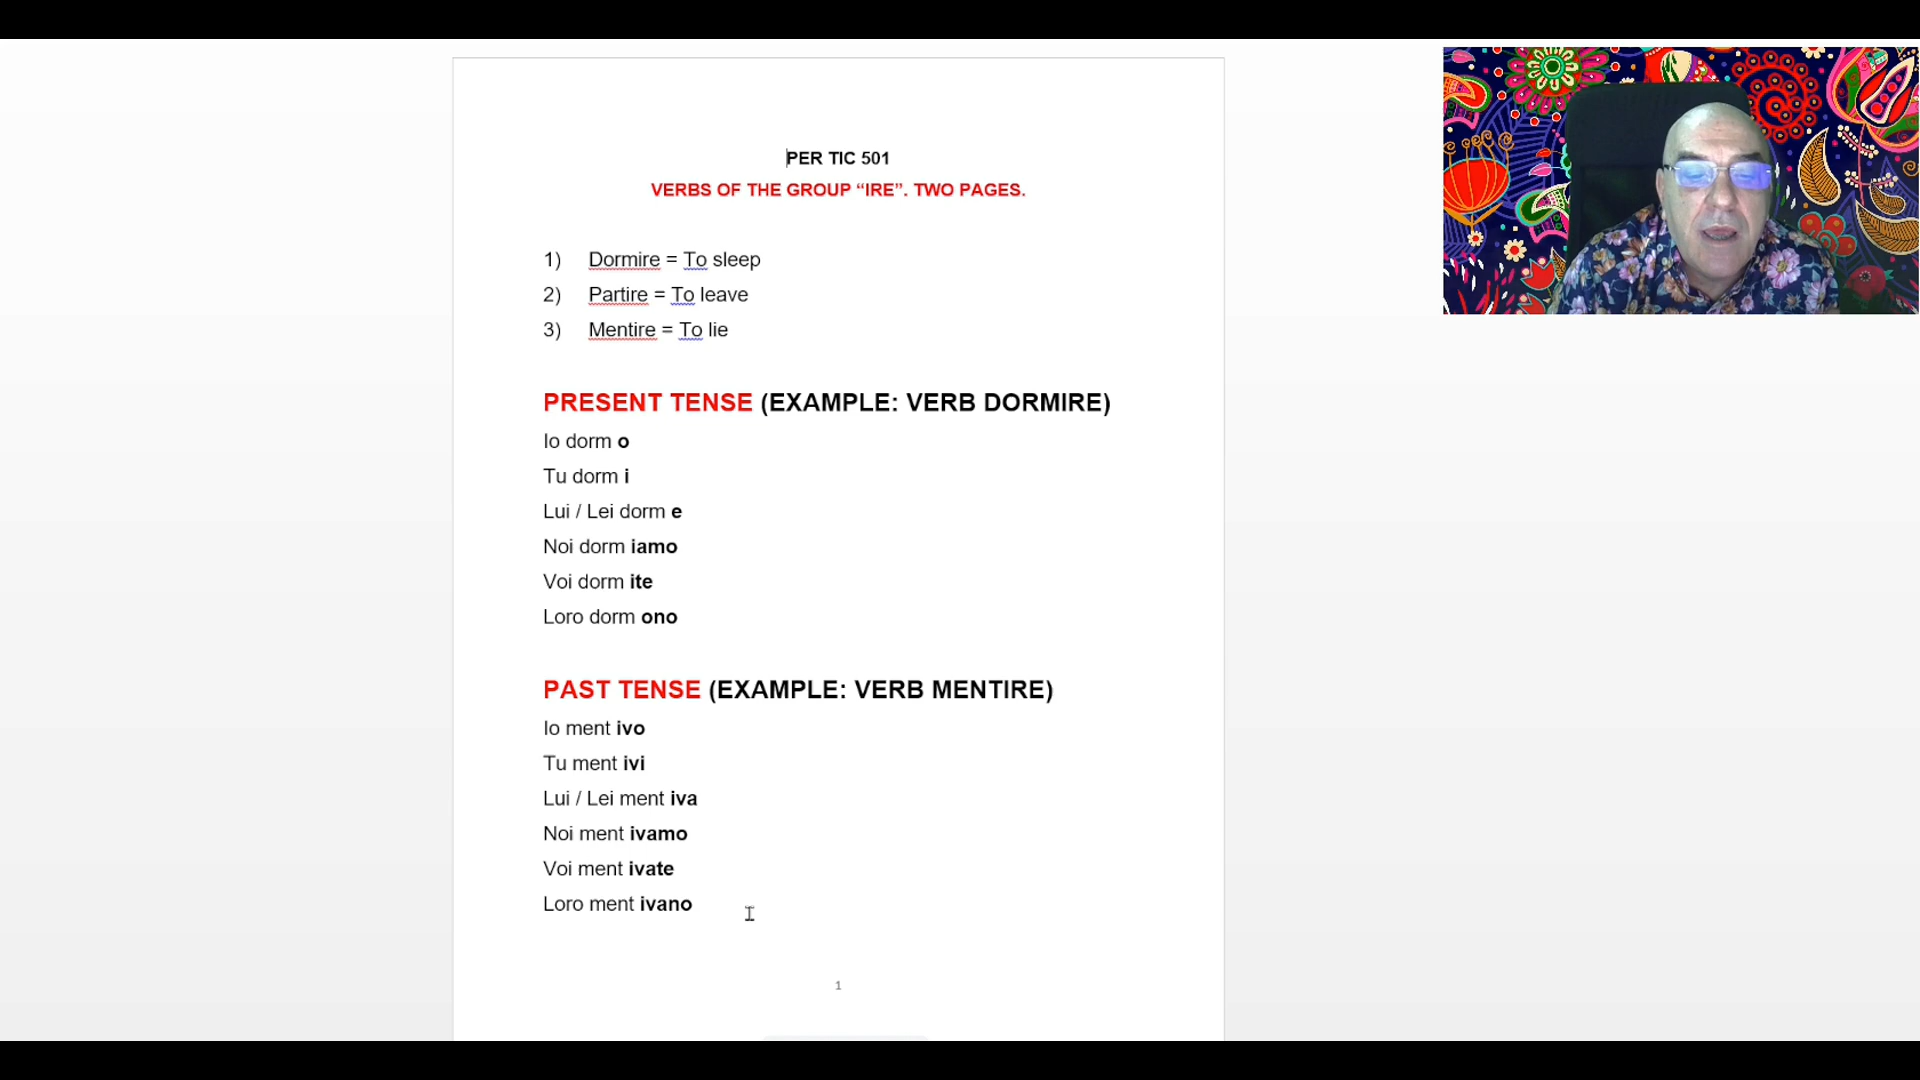 PER TIC 501
VERBS OF THE GROUP “IRE”. TWO PAGES.
1) Dormire = To sleep
2) Partire = To leave
3) Mentire = To lie
PRESENT TENSE (EXAMPLE: VERB DORMIRE)
Io dorm o
Tu dorm i
Lui / Lei dorm e
Noi dorm iamo
Voi dorm ite
Loro dorm ono
PAST TENSE (EXAMPLE: VERB MENTIRE)
Io ment ivo
Tu ment ivi
Lui / Lei ment iva
Noi ment ivamo
Voi ment ivate
Loro ment ivano
1